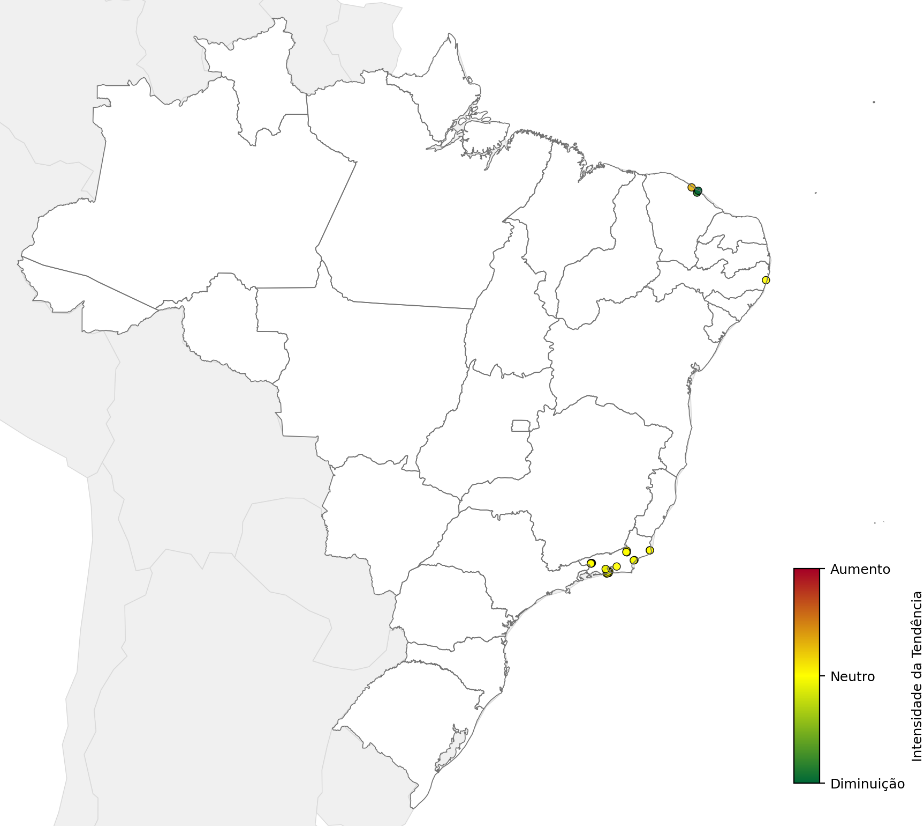 Aumento
Neutro
Diminuição
Intensidade da Tendência